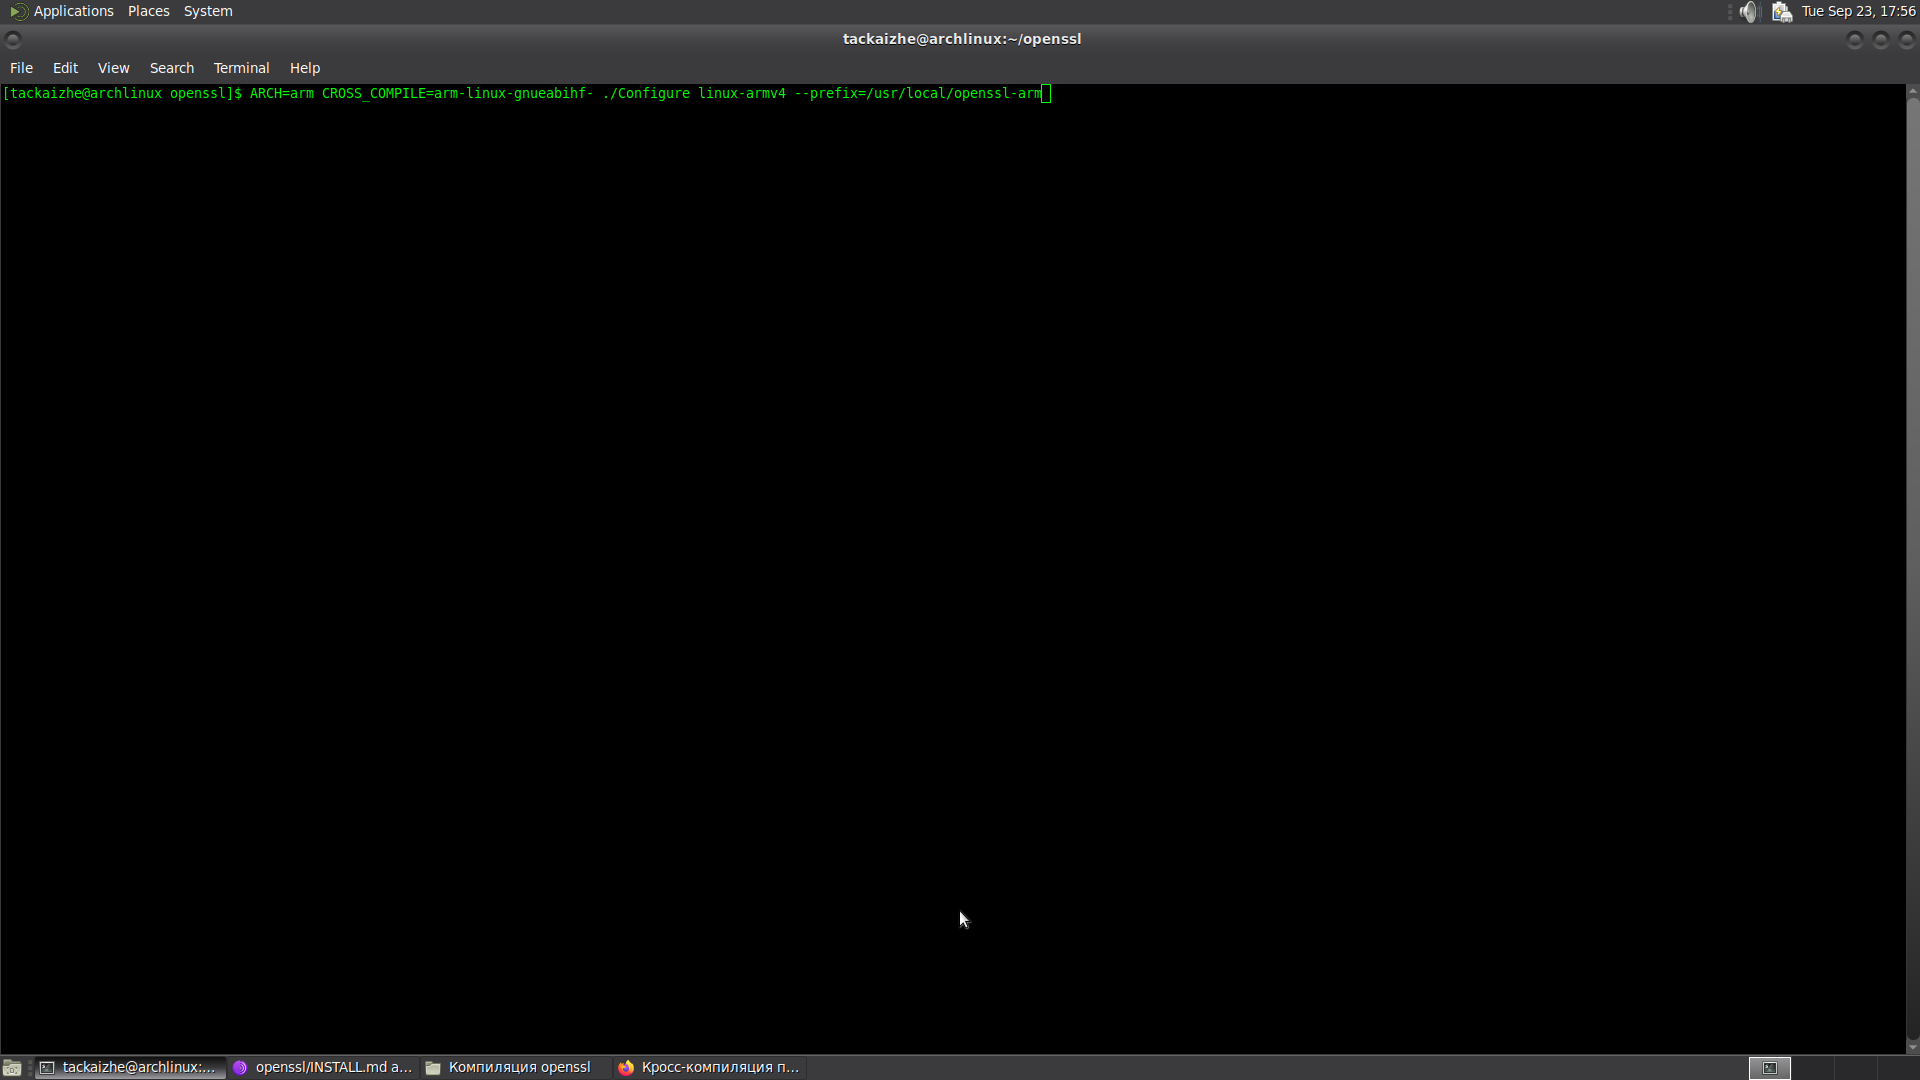 Applications Places System Tue Sep 23, 17:56
tackaizhe@archlinux:~/openssl
File Edit View Search Terminal Help
[tackaizhe@archlinux openssl]$ ARCH=arm CROSS_COMPILE=arm-linux-gnueabihf- ./Configure linux-armv4 --prefix=/usr/local/openssl-arm
tackaizhe@archlinux:... openssl/INSTALL.md a... Компиляция openssl Кросс-компиляция п...